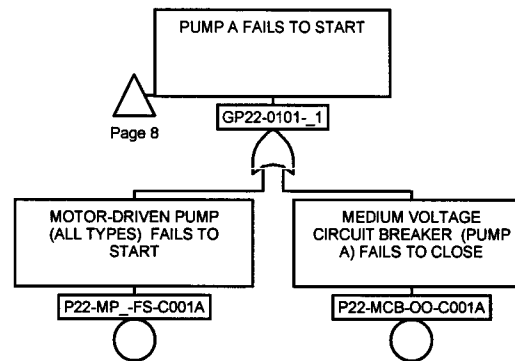 PUMP A FAILS TO START
Page 8
GP22-0101-_1
MOTOR-DRIVEN PUMP
(ALL TYPES) FAILS TO
START
P22-MP_-FS-C001A
MEDIUM VOLTAGE
CIRCUIT BREAKER (PUMP
A) FAILS TO CLOSE
P22-MCB-OO-C001A